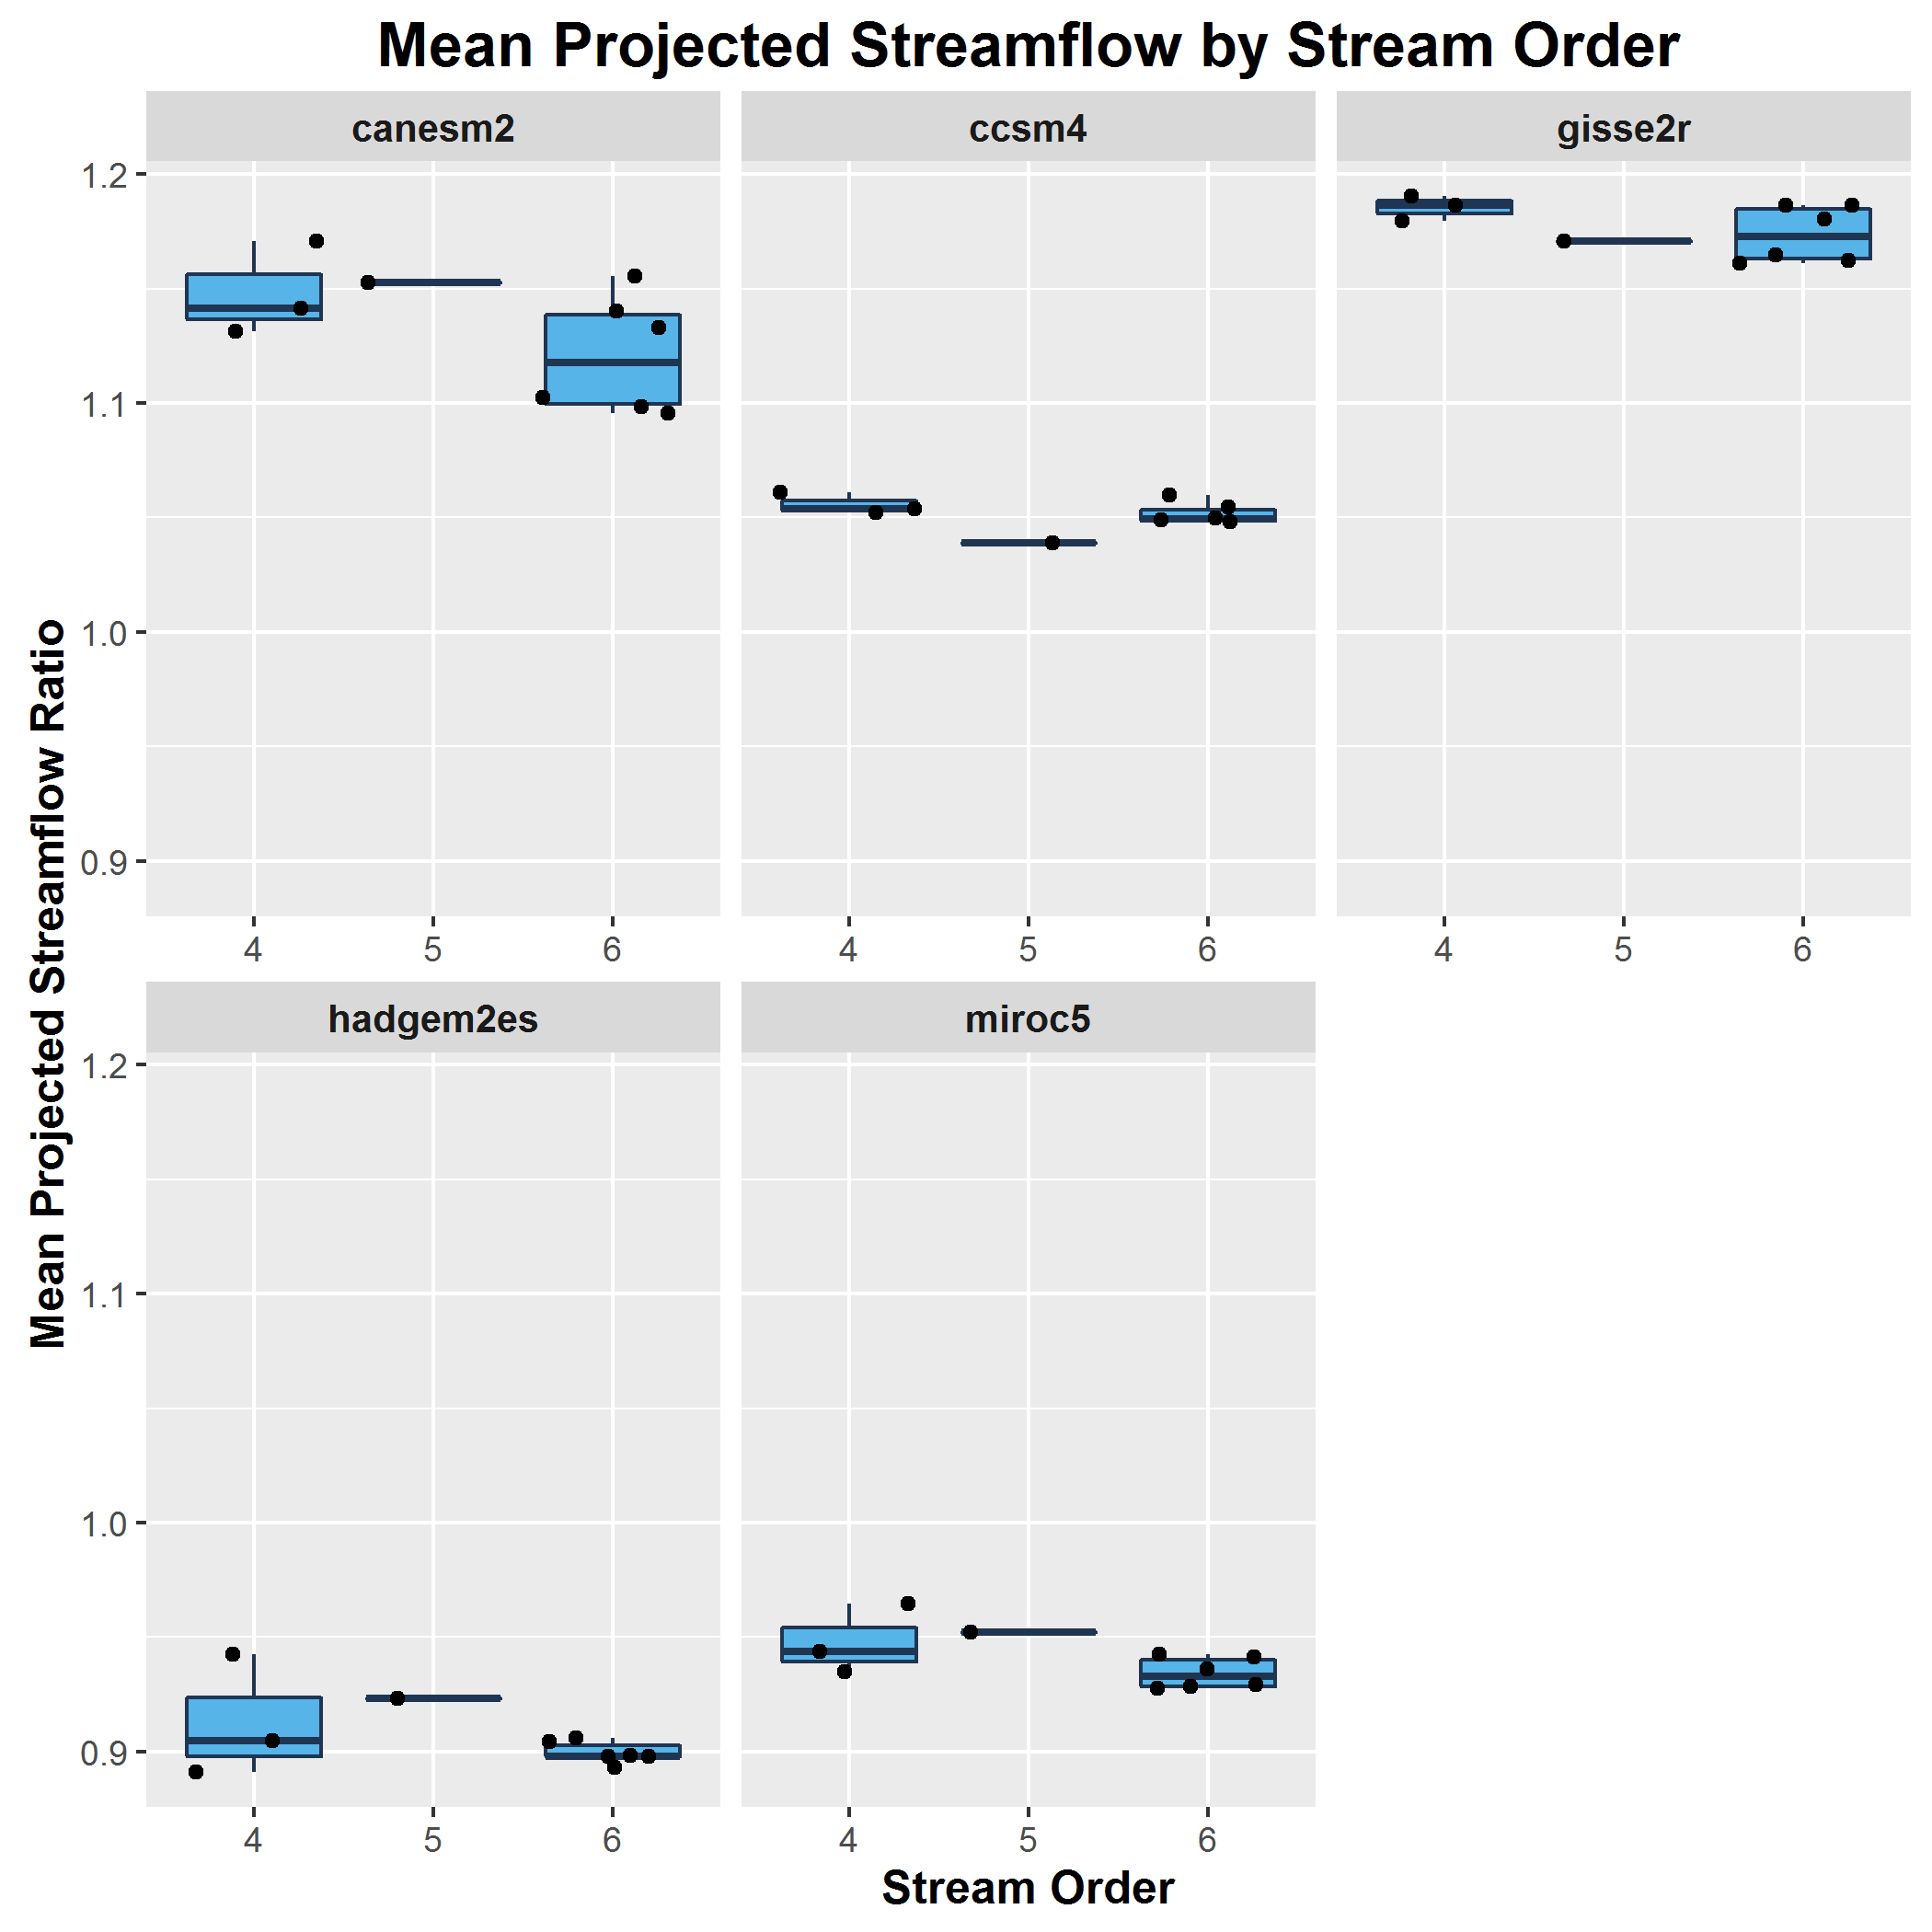 Mean Projected Streamflow by Stream Order
canesm2
ccsm4
gisse2r
1.2
1.1
1.0
0.9
4 5 6
4 5 6
4 5 6
Mean Projected Streamflow Ratio
hadgem2es
miroc5
1.2
1.1
1.0
0.9
4 5 6
4 5 6
Stream Order